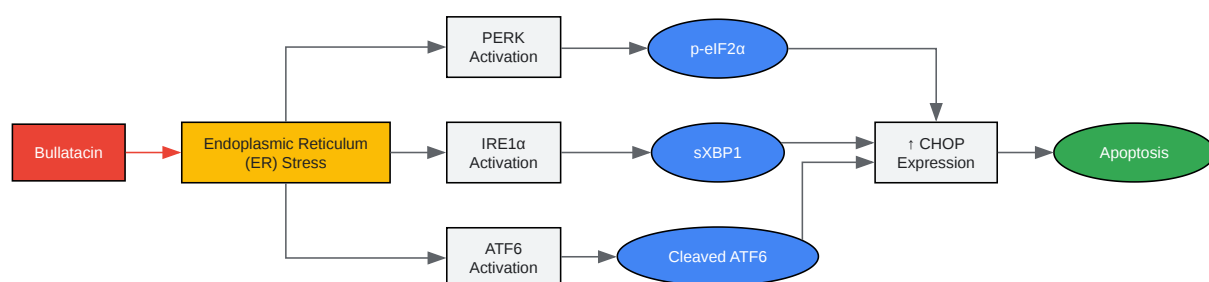 PERK
Activation
p-eIF2α
Bullatacin
Endoplasmic Reticulum
(ER) Stress
IRE1α
Activation
sXBP1
↑ CHOP
Expression
Apoptosis
ATF6
Activation
Cleaved ATF6